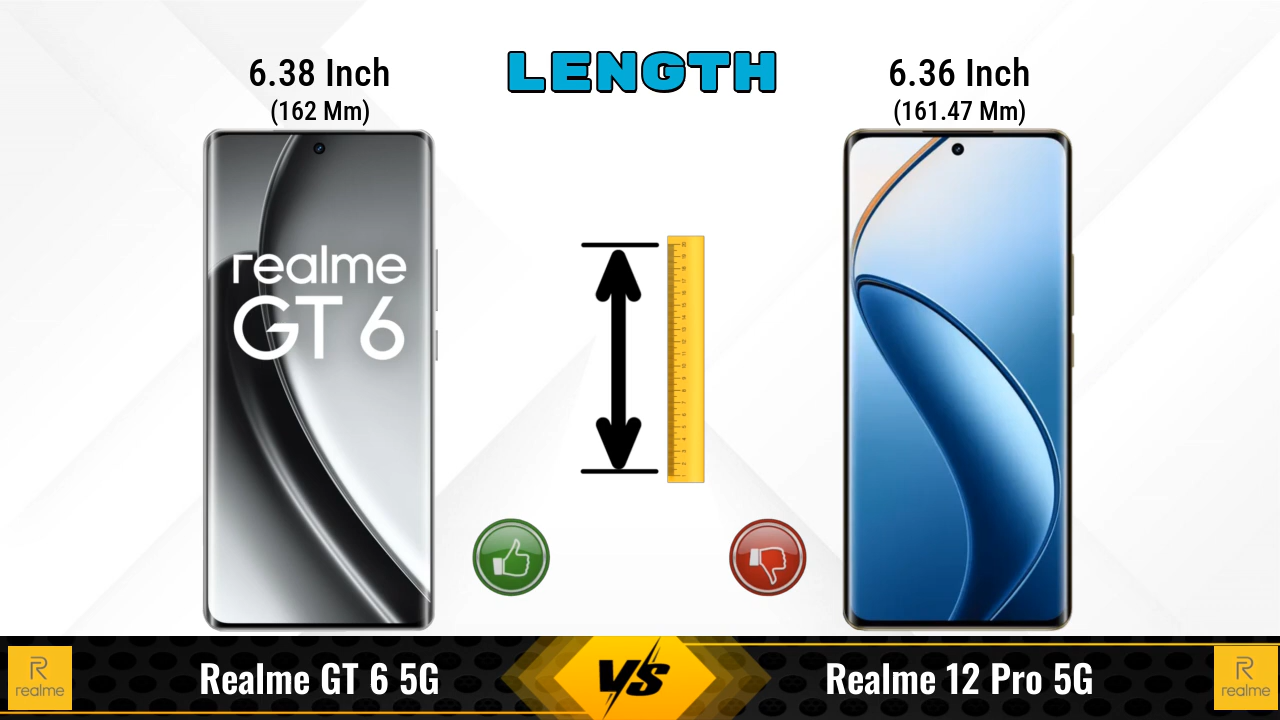 LENGTH
6.38 Inch
(162 Mm)
6.36 Inch
(161.47 Mm)
realme
GT 6
R
realme
Realme GT 6 5G
VS
Realme 12 Pro 5G
R
realme